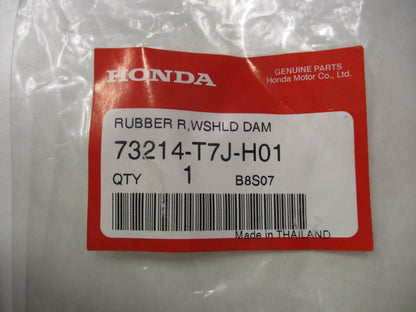 HONDA
GENUINE PARTS
Honda Motor Co., Ltd.
RUBBER R,WSHLD DAM
73214-T7J-H01
QTY 1 B8S07
Made in THAILAND